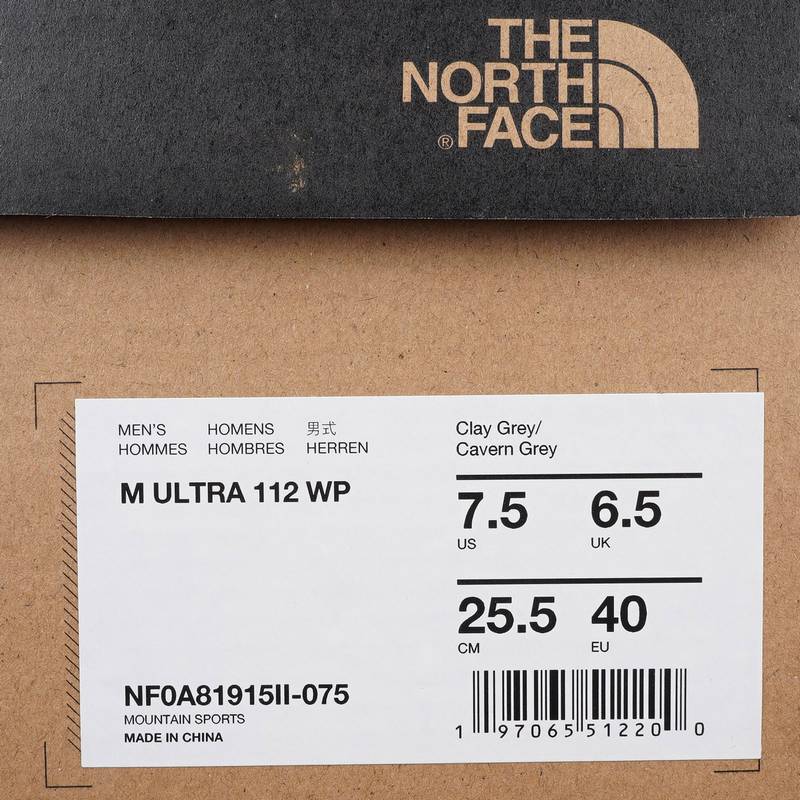 THE
NORTH
® FACE
MEN'S HOMENS 男式
HOMMES HOMBRES HERREN
M ULTRA 112 WP
Clay Grey/
Cavern Grey
7.5 6.5
US UK
25.5 40
CM EU
NF0A81915II-075
MOUNTAIN SPORTS
MADE IN CHINA
1 97065 51220 0